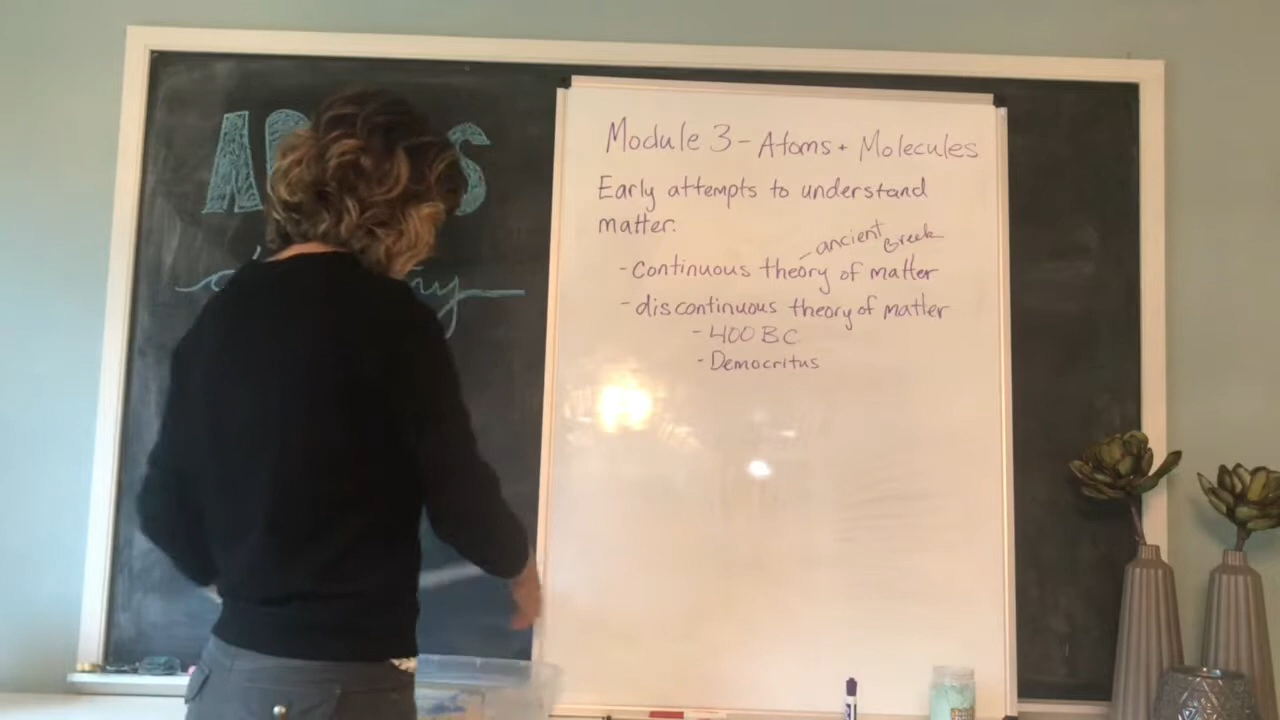 Module 3 - Atoms + Molecules
Early attempts to understand
matter.
- ancient Greek
- Continuous theory of matter
- discontinuous theory of matter
- 400 BC
- Democritus